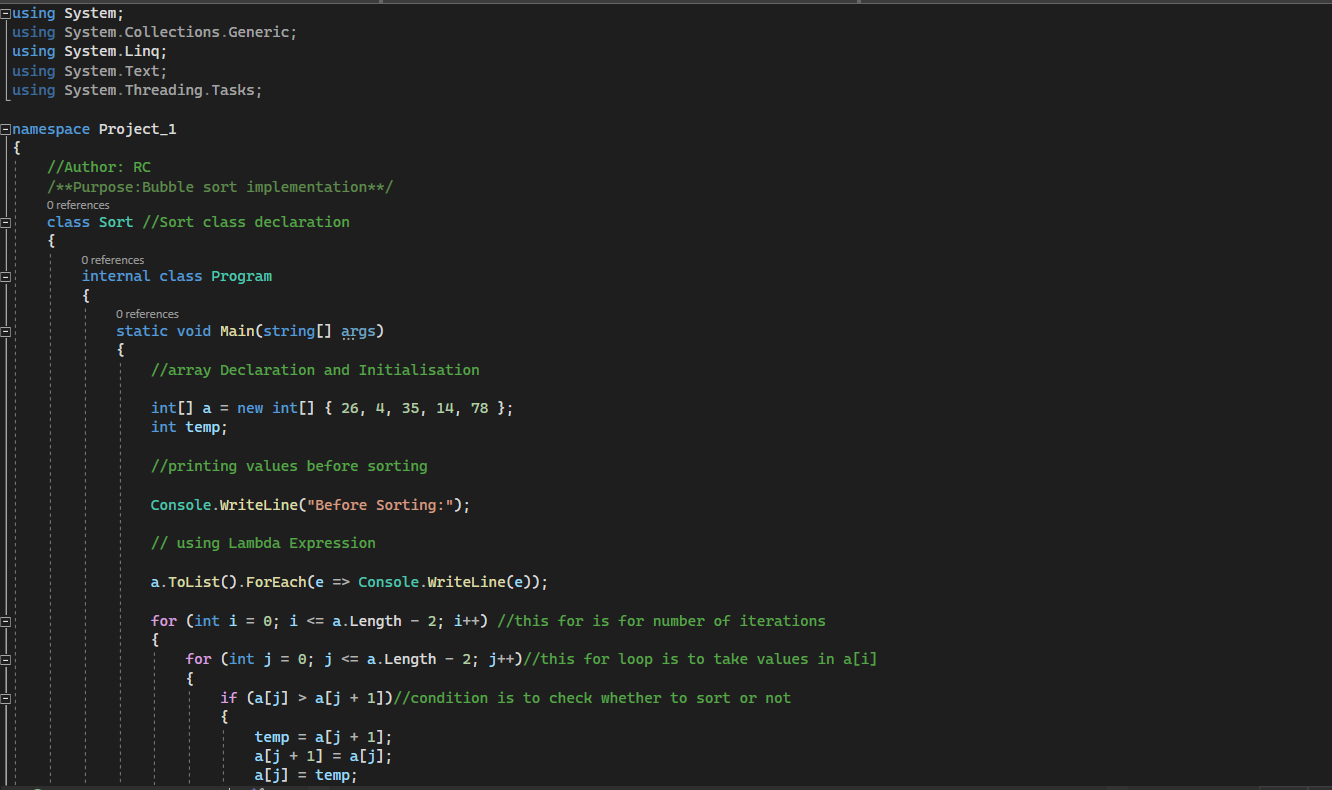 using System;
using System.Collections.Generic;
using System.Linq;
using System.Text;
using System.Threading.Tasks;
namespace Project_1
{
//Author: RC
/**Purpose:Bubble sort implementation**/
0 references
class Sort //Sort class declaration
{
0 references
internal class Program
{
0 references
static void Main(string[] args)
{
//array Declaration and Initialisation
int[] a = new int[] { 26, 4, 35, 14, 78 };
int temp;
//printing values before sorting
Console.WriteLine("Before Sorting:");
// using Lambda Expression
a.ToList().ForEach(e => Console.WriteLine(e));
for (int i = 0; i <= a.Length - 2; i++) //this for is for number of iterations
{
for (int j = 0; j <= a.Length - 2; j++)//this for loop is to take values in a[i]
{
if (a[j] > a[j + 1])//condition is to check whether to sort or not
{
temp = a[j + 1];
a[j + 1] = a[j];
a[j] = temp;